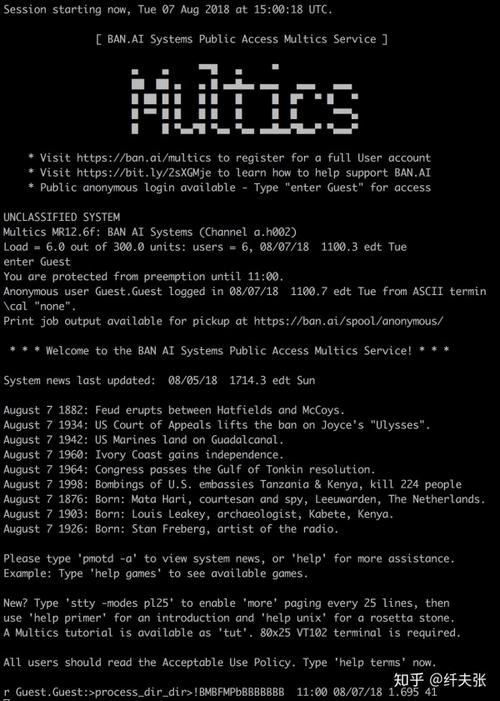 Session starting now, Tue 07 Aug 2018 at 15:00:18 UTC.
[ BAN.AI Systems Public Access Multics Service ]
Multics
* Visit https://ban.ai/multics to register for a full User account
* Visit https://bit.ly/2sXGMje to learn how to help support BAN.AI
* Public anonymous login available - Type "enter Guest" for access
UNCLASSIFIED SYSTEM
Multics MR12.6f: BAN AI Systems (Channel a.h002)
Load = 6.0 out of 300.0 units: users = 6, 08/07/18  1100.3 edt Tue
enter Guest
You are protected from preemption until 11:00.
Anonymous user Guest.Guest logged in 08/07/18  1100.7 edt Tue from ASCII termin
\cal "none".
Print job output available for pickup at https://ban.ai/spool/anonymous/
* * * Welcome to the BAN AI Systems Public Access Multics Service! * * *
System news last updated:  08/05/18  1714.3 edt Sun
August 7 1882: Feud erupts between Hatfields and McCoys.
August 7 1934: US Court of Appeals lifts the ban on Joyce's "Ulysses".
August 7 1942: US Marines land on Guadalcanal.
August 7 1960: Ivory Coast gains independence.
August 7 1964: Congress passes the Gulf of Tonkin resolution.
August 7 1998: Bombings of U.S. embassies Tanzania & Kenya, kill 224 people
August 7 1876: Born: Mata Hari, courtesan and spy, Leeuwarden, The Netherlands.
August 7 1903: Born: Louis Leakey, archaeologist, Kabete, Kenya.
August 7 1926: Born: Stan Freberg, artist of the radio.
Please type 'pmotd -a' to view system news, or 'help' for more assistance.
Example: Type 'help games' to see available games.
New? Type 'stty -modes pl25' to enable 'more' paging every 25 lines, then
use 'help primer' for an introduction and 'help unix' for a rosetta stone.
A Multics tutorial is available as 'tut'. 80x25 VT102 terminal is required.
All users should read the Acceptable Use Policy. Type 'help terms' now.
r Guest.Guest:>process_dir_dir>!BMBFMPbBBBBBBB  11:00 08/07/18 1.695 41
知乎 @纤夫张